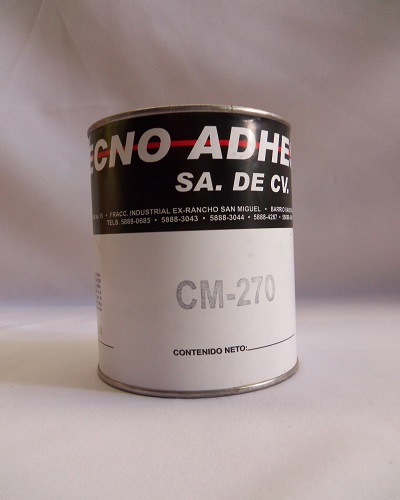 ECNO ADHE
SA. DE CV.
• FRACC. INDUSTRIAL EX-RANCHO SAN MIGUEL •
TELS. 5888-0685 • 5888-3043 • 5888-3044 • 5888-4287 •
CM-270
CONTENIDO NETO: